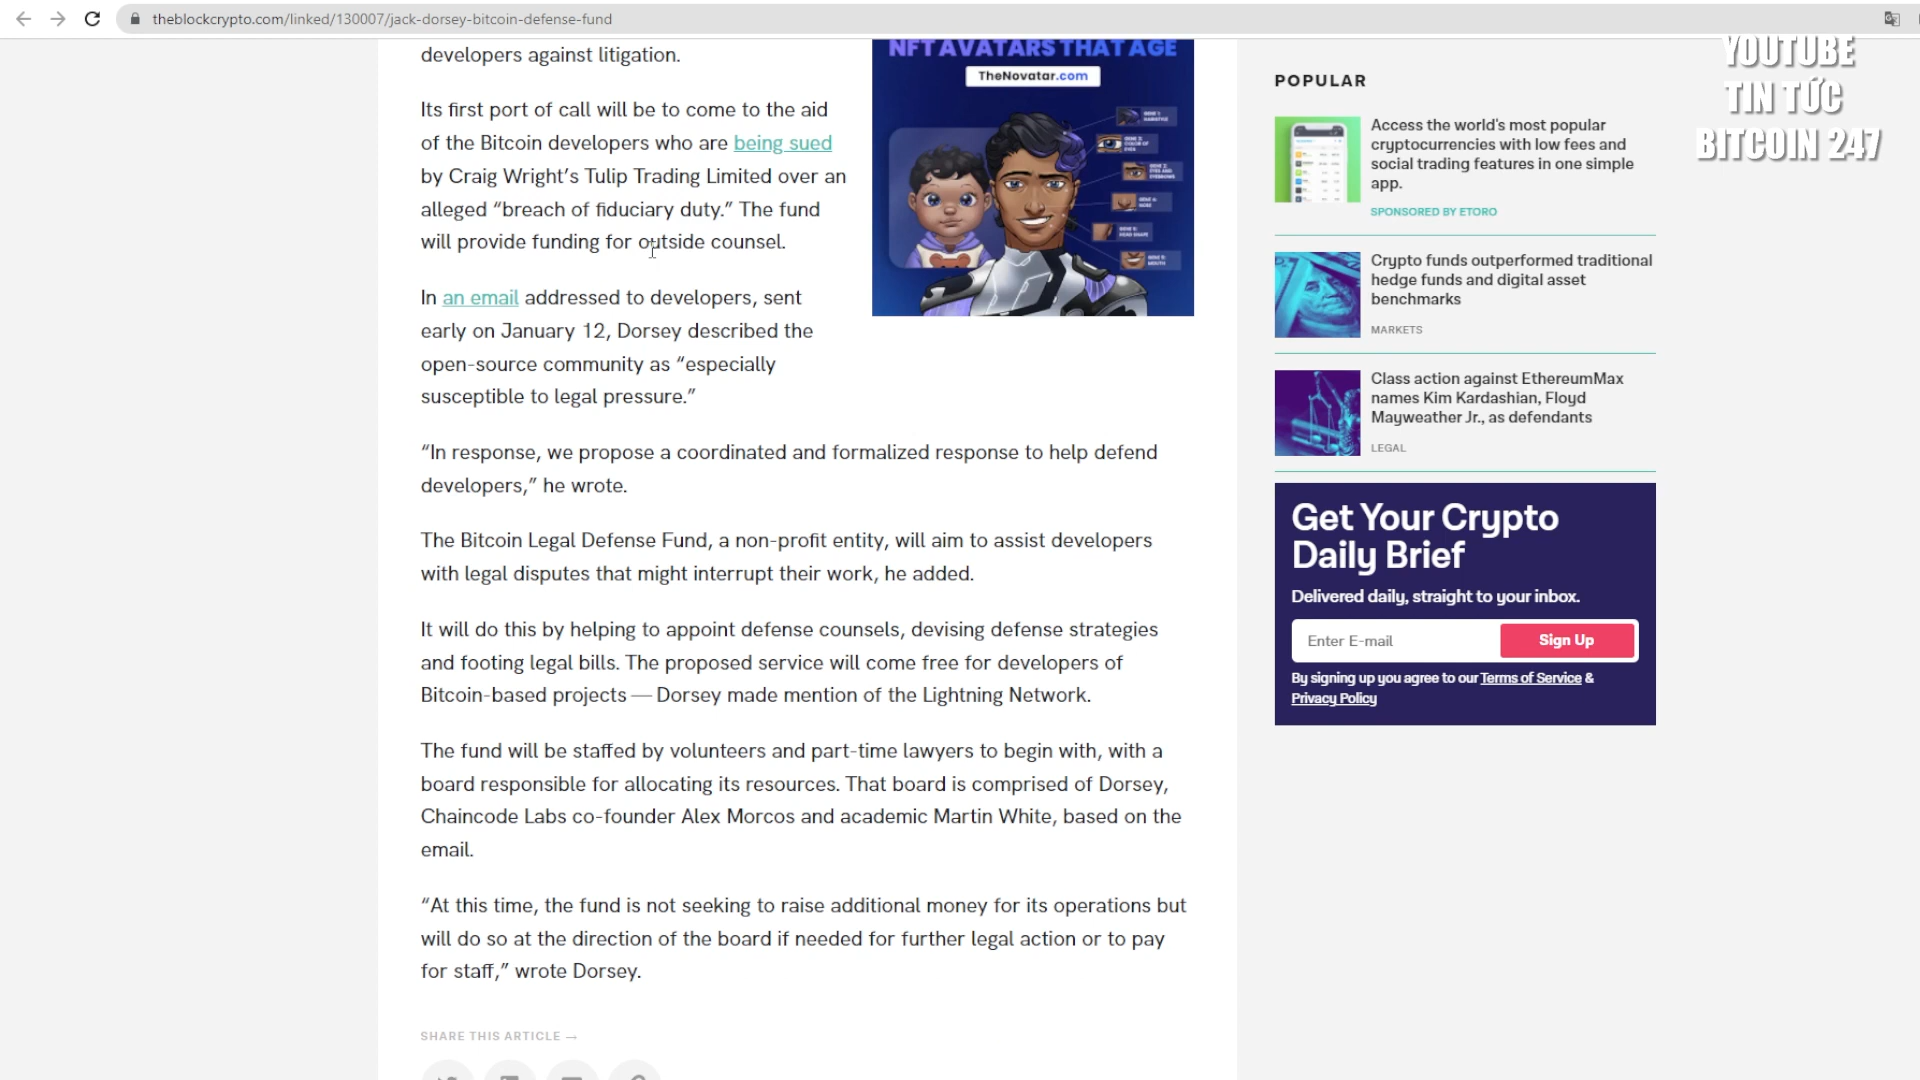 theblockcrypto.com/linked/130007/jack-dorsey-bitcoin-defense-fund
YOUTUBE
TIN TỨC
BITCOIN 247
developers against litigation.
Its first port of call will be to come to the aid
of the Bitcoin developers who are being sued
by Craig Wright’s Tulip Trading Limited over an
alleged “breach of fiduciary duty.” The fund
will provide funding for outside counsel.
In an email addressed to developers, sent
early on January 12, Dorsey described the
open-source community as “especially
susceptible to legal pressure.”
“In response, we propose a coordinated and formalized response to help defend
developers,” he wrote.
The Bitcoin Legal Defense Fund, a non-profit entity, will aim to assist developers
with legal disputes that might interrupt their work, he added.
It will do this by helping to appoint defense counsels, devising defense strategies
and footing legal bills. The proposed service will come free for developers of
Bitcoin-based projects — Dorsey made mention of the Lightning Network.
The fund will be staffed by volunteers and part-time lawyers to begin with, with a
board responsible for allocating its resources. That board is comprised of Dorsey,
Chaincode Labs co-founder Alex Morcos and academic Martin White, based on the
email.
“At this time, the fund is not seeking to raise additional money for its operations but
will do so at the direction of the board if needed for further legal action or to pay
for staff,” wrote Dorsey.
SHARE THIS ARTICLE →
NFT AVATARS THAT AGE
TheNovatar.com
POPULAR
Access the world's most popular
cryptocurrencies with low fees and
social trading features in one simple
app.
SPONSORED BY ETORO
Crypto funds outperformed traditional
hedge funds and digital asset
benchmarks
MARKETS
Class action against EthereumMax
names Kim Kardashian, Floyd
Mayweather Jr., as defendants
LEGAL
Get Your Crypto
Daily Brief
Delivered daily, straight to your inbox.
Enter E-mail
Sign Up
By signing up you agree to our Terms of Service &
Privacy Policy